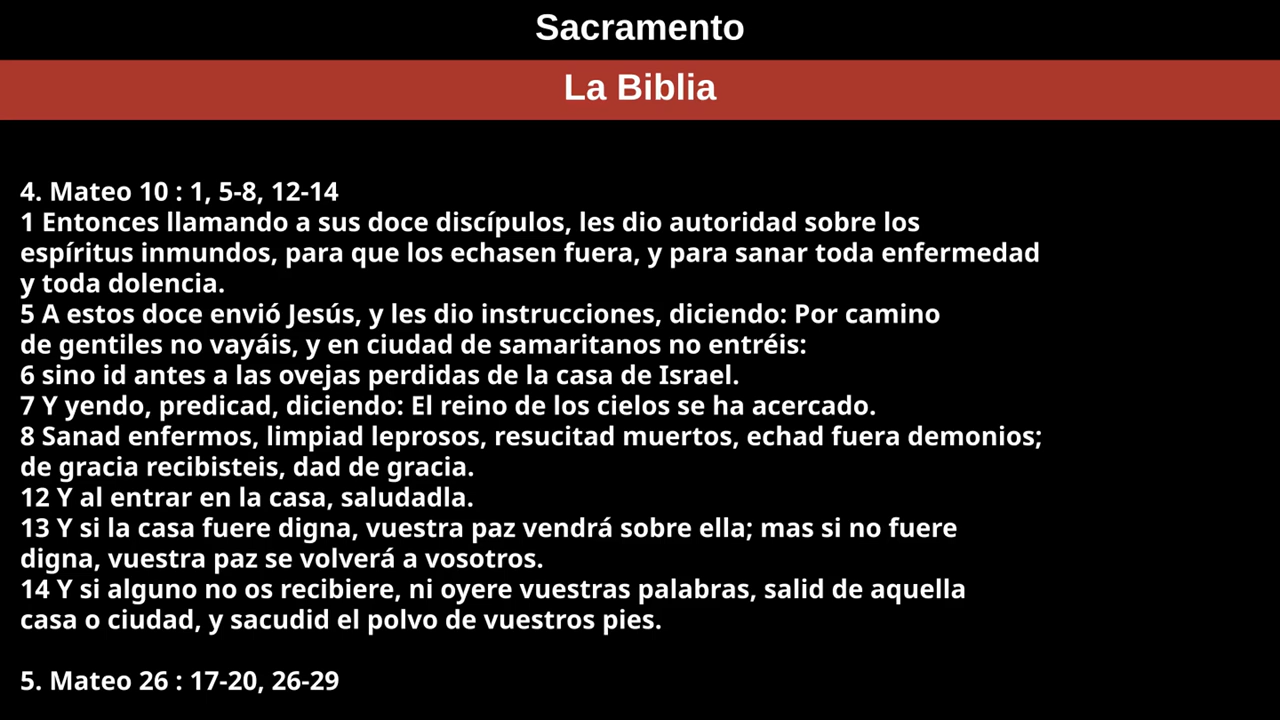 Sacramento
La Biblia
4. Mateo 10 : 1, 5-8, 12-14
1 Entonces llamando a sus doce discípulos, les dio autoridad sobre los
espíritus inmundos, para que los echasen fuera, y para sanar toda enfermedad
y toda dolencia.
5 A estos doce envió Jesús, y les dio instrucciones, diciendo: Por camino
de gentiles no vayáis, y en ciudad de samaritanos no entréis:
6 sino id antes a las ovejas perdidas de la casa de Israel.
7 Y yendo, predicad, diciendo: El reino de los cielos se ha acercado.
8 Sanad enfermos, limpiad leprosos, resucitad muertos, echad fuera demonios;
de gracia recibisteis, dad de gracia.
12 Y al entrar en la casa, saludadla.
13 Y si la casa fuere digna, vuestra paz vendrá sobre ella; mas si no fuere
digna, vuestra paz se volverá a vosotros.
14 Y si alguno no os recibiere, ni oyere vuestras palabras, salid de aquella
casa o ciudad, y sacudid el polvo de vuestros pies.
5. Mateo 26 : 17-20, 26-29